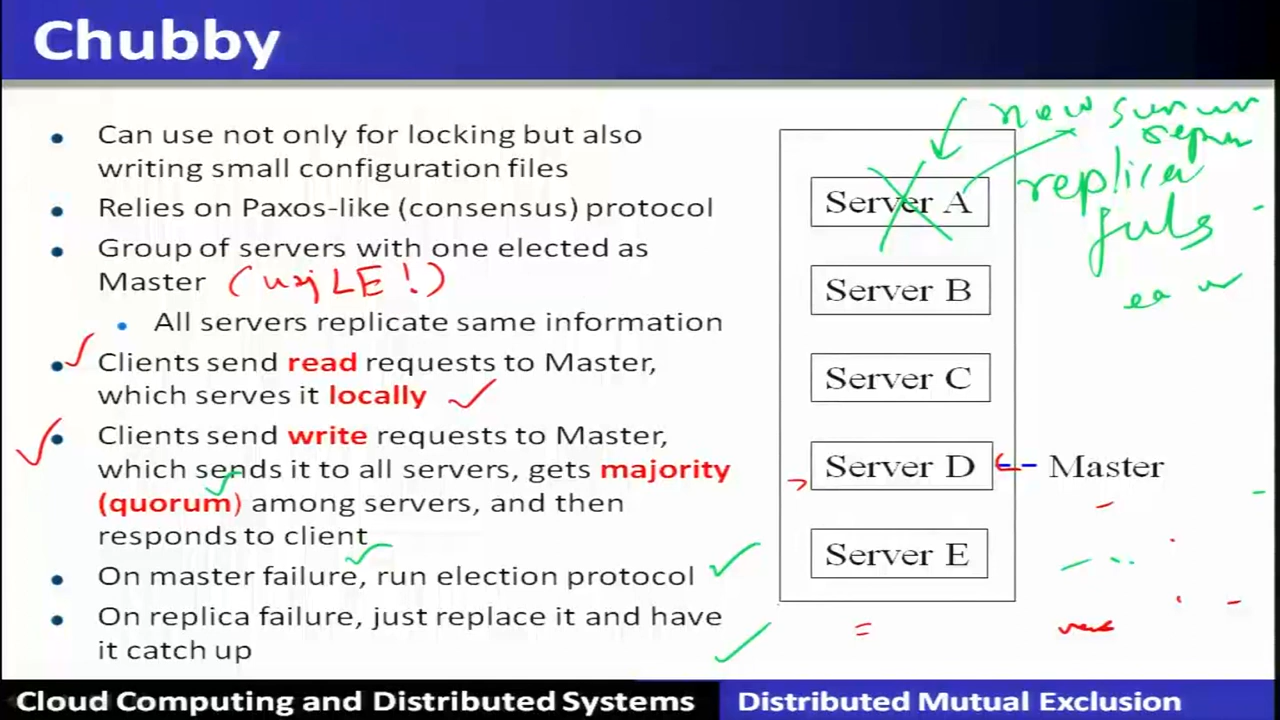 Chubby
Can use not only for locking but also
writing small configuration files
Relies on Paxos-like (consensus) protocol
Group of servers with one elected as
Master (using LE!)
All servers replicate same information
Clients send read requests to Master,
which serves it locally
Clients send write requests to Master,
which sends it to all servers, gets majority
(quorum) among servers, and then
responds to client
On master failure, run election protocol
On replica failure, just replace it and have
it catch up
new server
replica
fails
Server A
Server B
Server C
Server D
Master
Server E
Cloud Computing and Distributed Systems
Distributed Mutual Exclusion